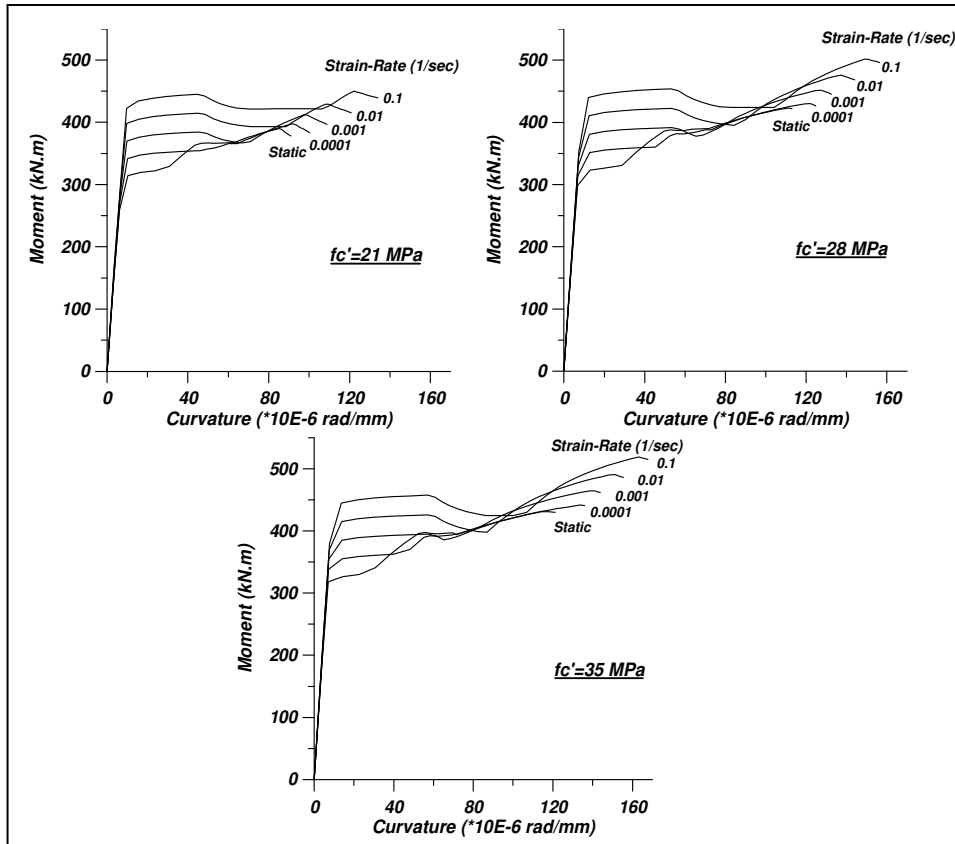 Strain-Rate (1/sec)
500
400
300
200
100
0
Moment (kN.m)
0.1
0.01
0.001
0.0001
Static
fc'=21 MPa
0 40 80 120 160
Curvature (*10E-6 rad/mm)
Strain-Rate (1/sec)
500
400
300
200
100
0
Moment (kN.m)
0.1
0.01
0.001
0.0001
Static
fc'=28 MPa
0 40 80 120 160
Curvature (*10E-6 rad/mm)
Strain-Rate (1/sec)
500
400
300
200
100
0
Moment (kN.m)
0.1
0.01
0.001
0.0001
Static
fc'=35 MPa
0 40 80 120 160
Curvature (*10E-6 rad/mm)